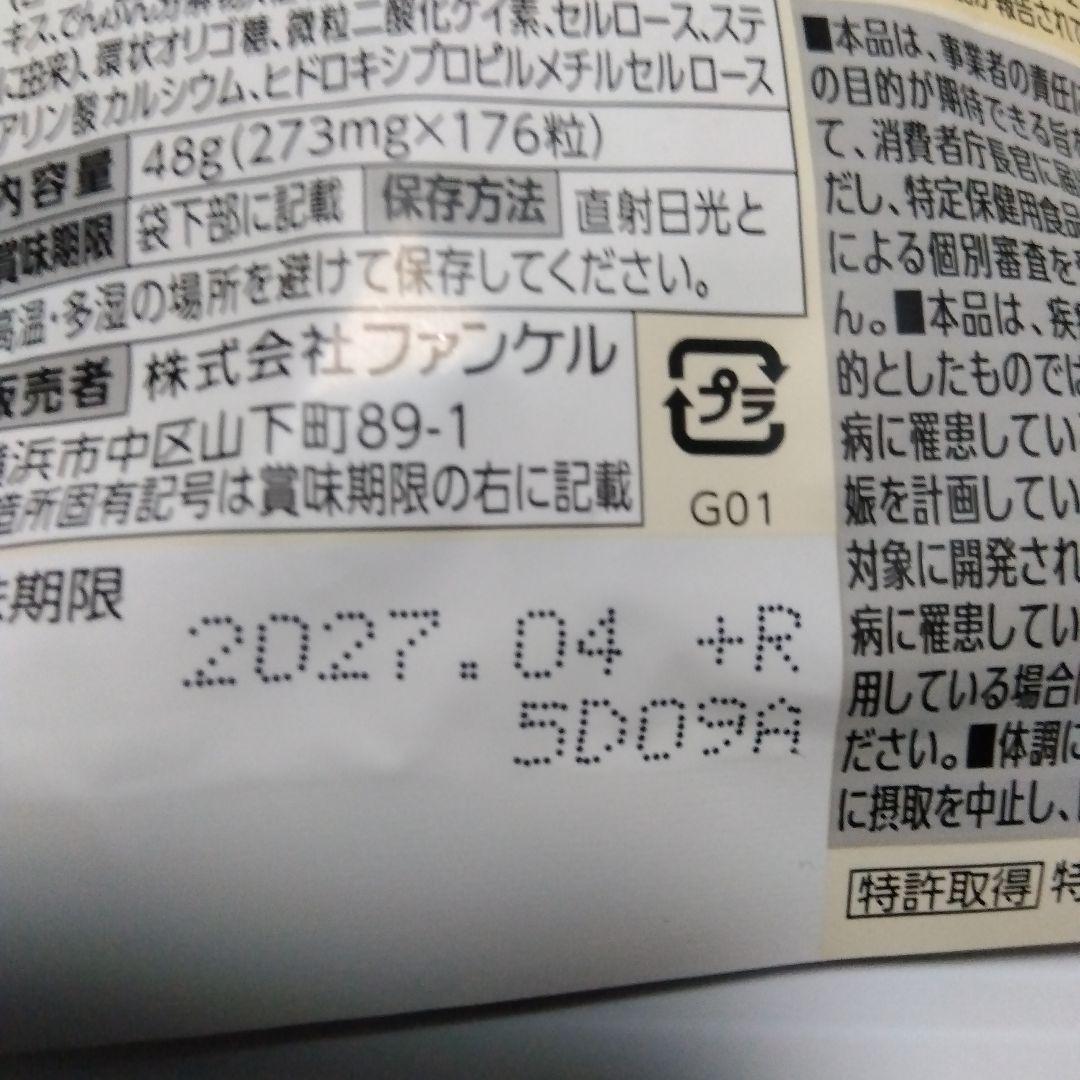 キス、でんぷん分解物
に由来)、環状オリゴ糖、微粒二酸化ケイ素、セルロース、ステ
アリン酸カルシウム、ヒドロキシプロピルメチルセルロース
内容量 48g(273mg×176粒)
賞味期限 袋下部に記載 保存方法 直射日光と
高温・多湿の場所を避けて保存してください。
販売者 株式会社ファンケル
横浜市中区山下町89-1
造所固有記号は賞味期限の右に記載
プラ
G01
味期限
2027.04 +R
5D09A
が報告されて
■本品は、事業者の責任
の目的が期待できる旨
て、消費者庁長官に届
だし、特定保健用食品
による個別審査を
ん。■本品は、疾
的としたものでは
病に罹患してい
娠を計画してい
対象に開発され
病に罹患してい
用している場合
ださい。■体調に
に摂取を中止し、
特許取得 特